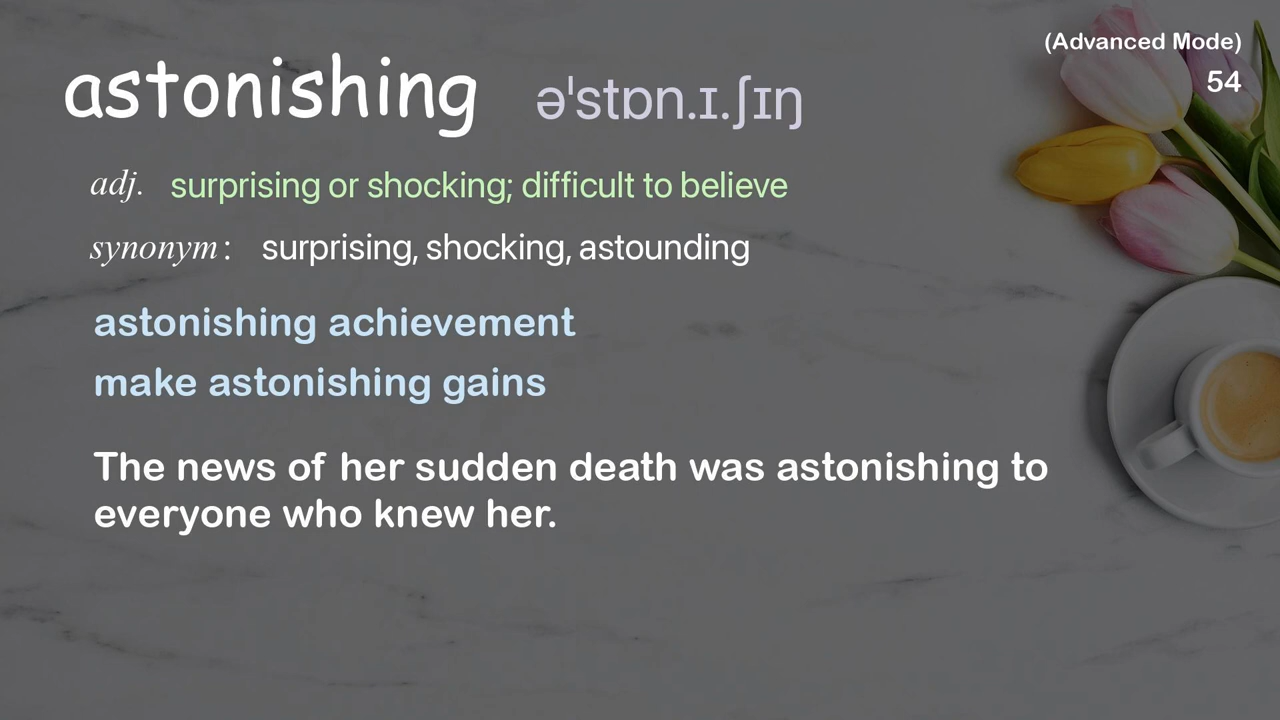 (Advanced Mode)
54
astonishing əˈstɒn.ɪ.ʃɪŋ
adj. surprising or shocking; difficult to believe
synonym: surprising, shocking, astounding
astonishing achievement
make astonishing gains
The news of her sudden death was astonishing to
everyone who knew her.